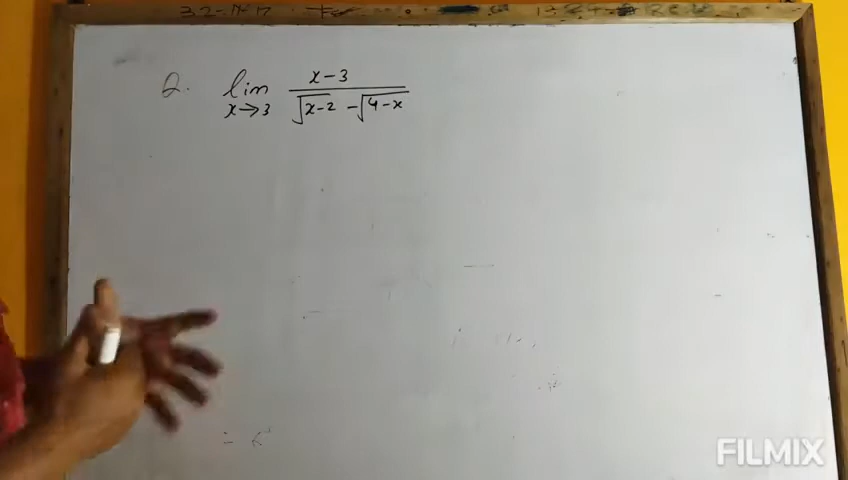 Q. lim x-3
x→3 √x-2 -√4-x
FILMIX